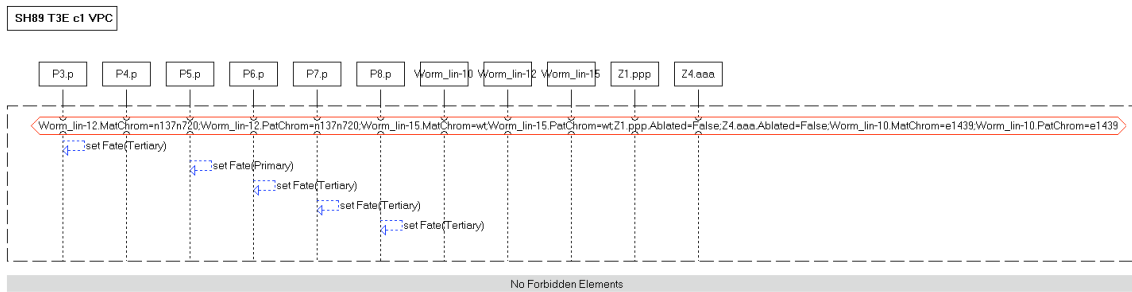 SH89 T3E c1 VPC
P3.p P4.p P5.p P6.p P7.p P8.p Worm_lin-10 Worm_lin-12 Worm_lin-15 Z1.ppp Z4.aaa
Worm_lin-12.MatChrom=n137n720;Worm_lin-12.PatChrom=n137n720;Worm_lin-15.MatChrom=wt;Worm_lin-15.PatChrom=wt;Z1.ppp.Ablated=False;Z4.aaa.Ablated=False;Worm_lin-10.MatChrom=e1439;Worm_lin-10.PatChrom=e1439
set Fate(Tertiary)
set Fate(Primary)
set Fate(Tertiary)
set Fate(Tertiary)
set Fate(Tertiary)
No Forbidden Elements